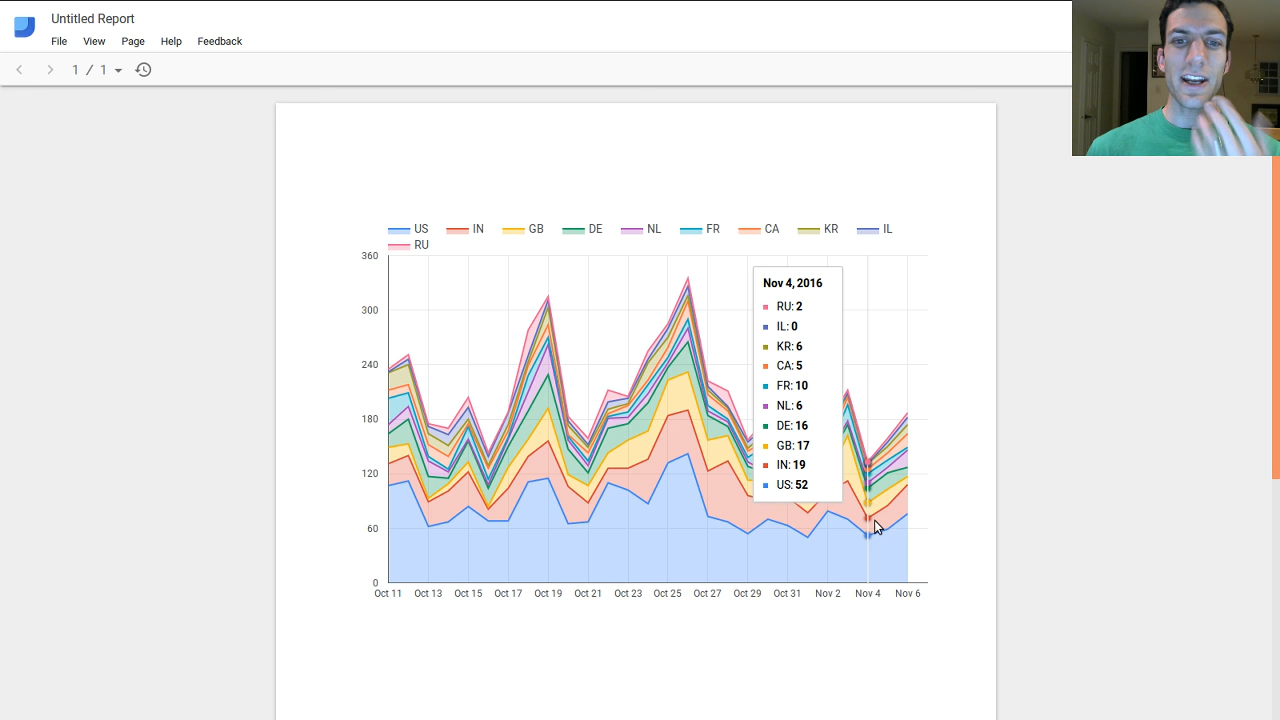 Untitled Report
File View Page Help Feedback
1 / 1
US IN GB DE NL FR CA KR IL
RU
360
300
240
180
120
60
0
Nov 4, 2016
RU: 2
IL: 0
KR: 6
CA: 5
FR: 10
NL: 6
DE: 16
GB: 17
IN: 19
US: 52
Oct 11 Oct 13 Oct 15 Oct 17 Oct 19 Oct 21 Oct 23 Oct 25 Oct 27 Oct 29 Oct 31 Nov 2 Nov 4 Nov 6